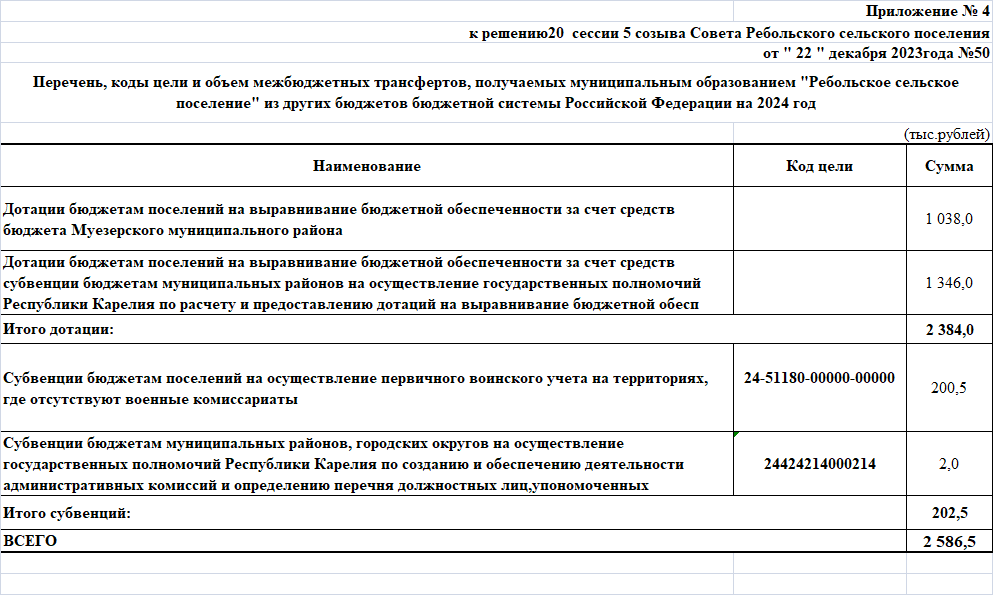 Приложение № 4
к решению20 сессии 5 созыва Совета Ребольского сельского поселения
от " 22 " декабря 2023года №50
Перечень, коды цели и объем межбюджетных трансфертов, получаемых муниципальным образованием "Ребольское сельское
поселение" из других бюджетов бюджетной системы Российской Федерации на 2024 год
(тыс.рублей)
Наименование Код цели Сумма
Дотации бюджетам поселений на выравнивание бюджетной обеспеченности за счет средств
бюджета Муезерского муниципального района
1 038,0
Дотации бюджетам поселений на выравнивание бюджетной обеспеченности за счет средств
субвенции бюджетам муниципальных районов на осуществление государственных полномочий
Республики Карелия по расчету и предоставлению дотаций на выравнивание бюджетной обесп
1 346,0
Итого дотации: 2 384,0
Субвенции бюджетам поселений на осуществление первичного воинского учета на территориях,
где отсутствуют военные комиссариаты
24-51180-00000-00000
200,5
Субвенции бюджетам муниципальных районов, городских округов на осуществление
государственных полномочий Республики Карелия по созданию и обеспечению деятельности
административных комиссий и определению перечня должностных лиц,упономоченных
24424214000214
2,0
Итого субвенций: 202,5
ВСЕГО 2 586,5